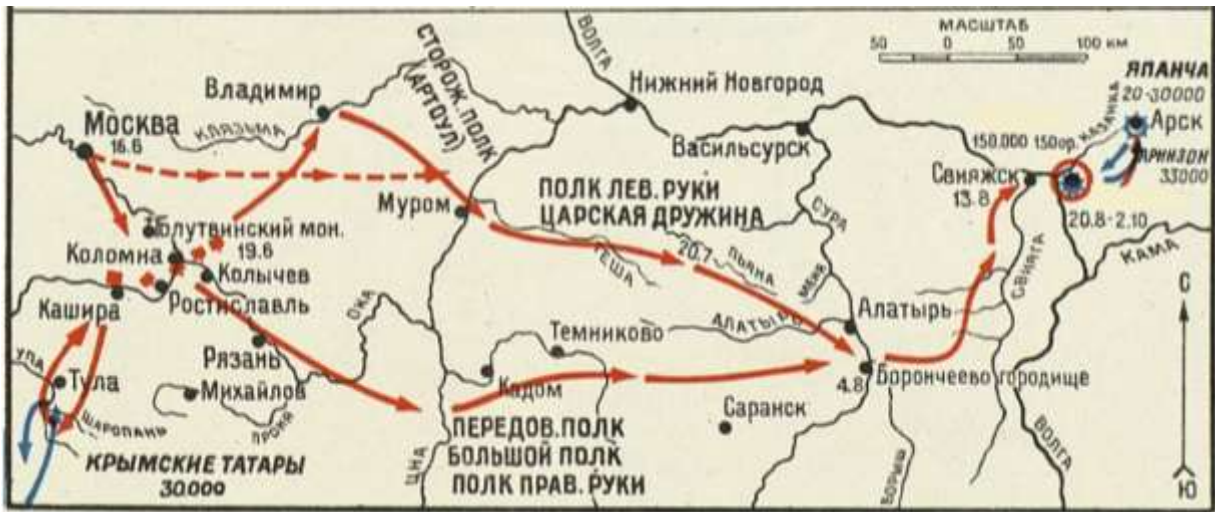 МАСШТАБ
50 0 50 100 КМ
ВОЛГА
СТОРОЖ. ПОЛК
(АРТОУЛ)
Нижний Новгород
ЯПАНЧА
20-30000
Владимир
КЛЯЗЬМА
Москва
16.6
Васильсурск
150.000 150ор.
КАЗАНКА
Арск
АРНИЗОН
33000
Свияжск
13.8
20.8-2.10
ПОЛК ЛЕВ. РУКИ
ЦАРСКАЯ ДРУЖИНА
Муром
Блутвинский мон.
19.6
Коломна
Колычев
СУРА
20.7
ПЬЯНА
ТЕША
МЕНЯ
СВИЯГА
КАМА
С
Кашира
Ростиславль
ОКА
Темниково
АЛАТЫРЬ
Алатырь
УПА
Тула
Рязань
Михайлов
Кадом
4.8
Борончеево городище
ШАРОПАНЬ
ПРОНЯ
Саранск
ПЕРЕДОВ. ПОЛК
БОЛЬШОЙ ПОЛК
ПОЛК ПРАВ. РУКИ
КРЫМСКИЕ ТАТАРЫ
30.000
ЦНА
БОРЫШ
ВОЛГА
Ю